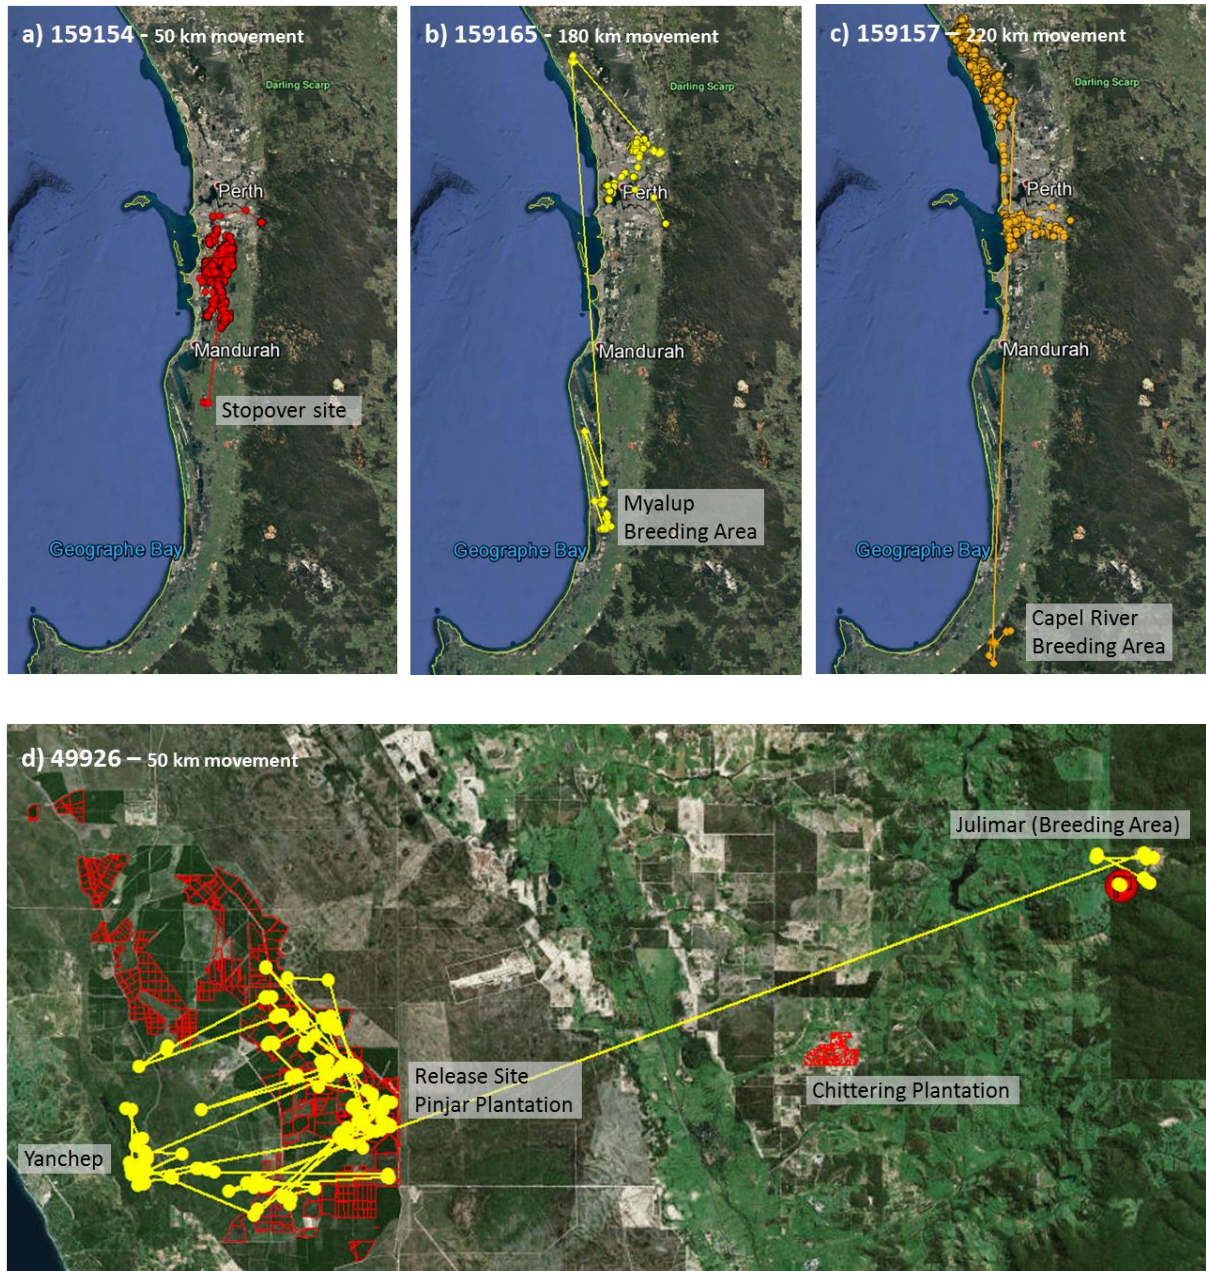 a) 159154 - 50 km movement
Darling Scarp
Perth
Mandurah
Stopover site
Geographe Bay
b) 159165 - 180 km movement
Darling Scarp
Perth
Mandurah
Myalup
Breeding Area
Geographe Bay
c) 159157 – 220 km movement
Darling Scarp
Perth
Mandurah
Geographe Bay
Capel River
Breeding Area
d) 49926 – 50 km movement
Julimar (Breeding Area)
Release Site
Pinjar Plantation
Chittering Plantation
Yanchep